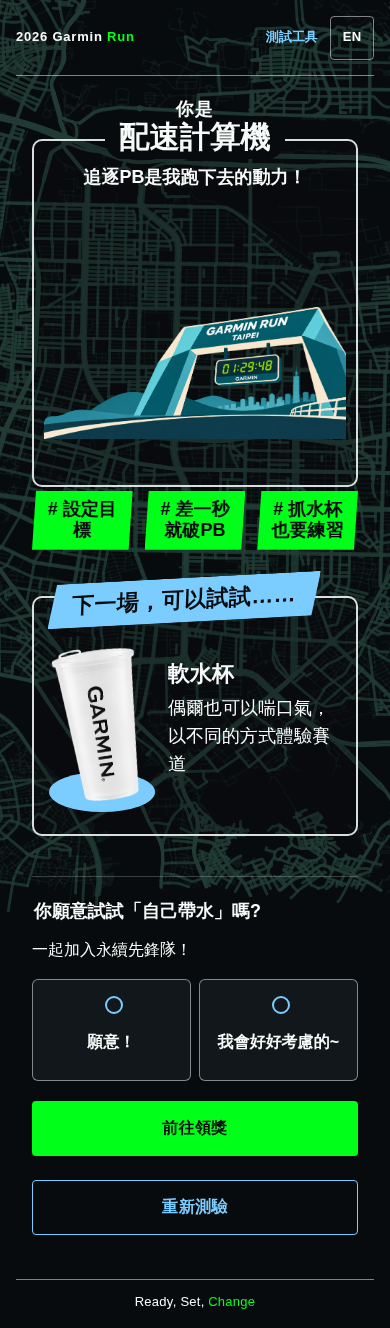 2026 Garmin Run
測試工具
EN
你是
配速計算機
追逐PB是我跑下去的動力！
GARMIN RUN
TAIPEI
01:29:48
GARMIN
# 設定目
標
# 差一秒
就破PB
# 抓水杯
也要練習
下一場，可以試試……
GARMIN
軟水杯
偶爾也可以喘口氣，
以不同的方式體驗賽
道
你願意試試「自己帶水」嗎?
一起加入永續先鋒隊！
願意！
我會好好考慮的~
前往領獎
重新測驗
Ready, Set, Change